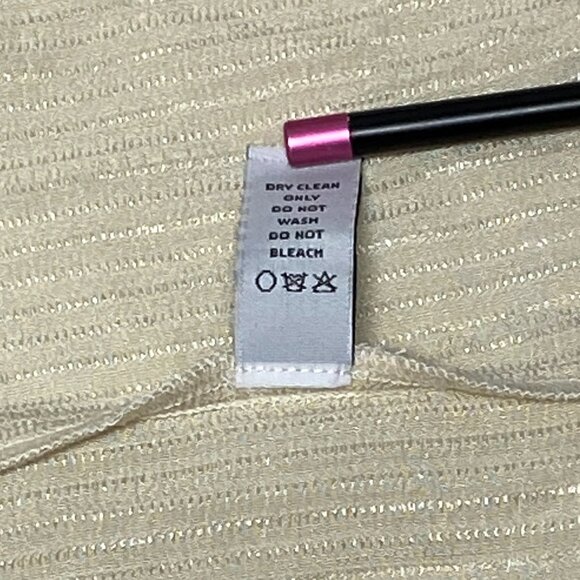 DRY CLEAN
ONLY
DO NOT
WASH
DO NOT
BLEACH